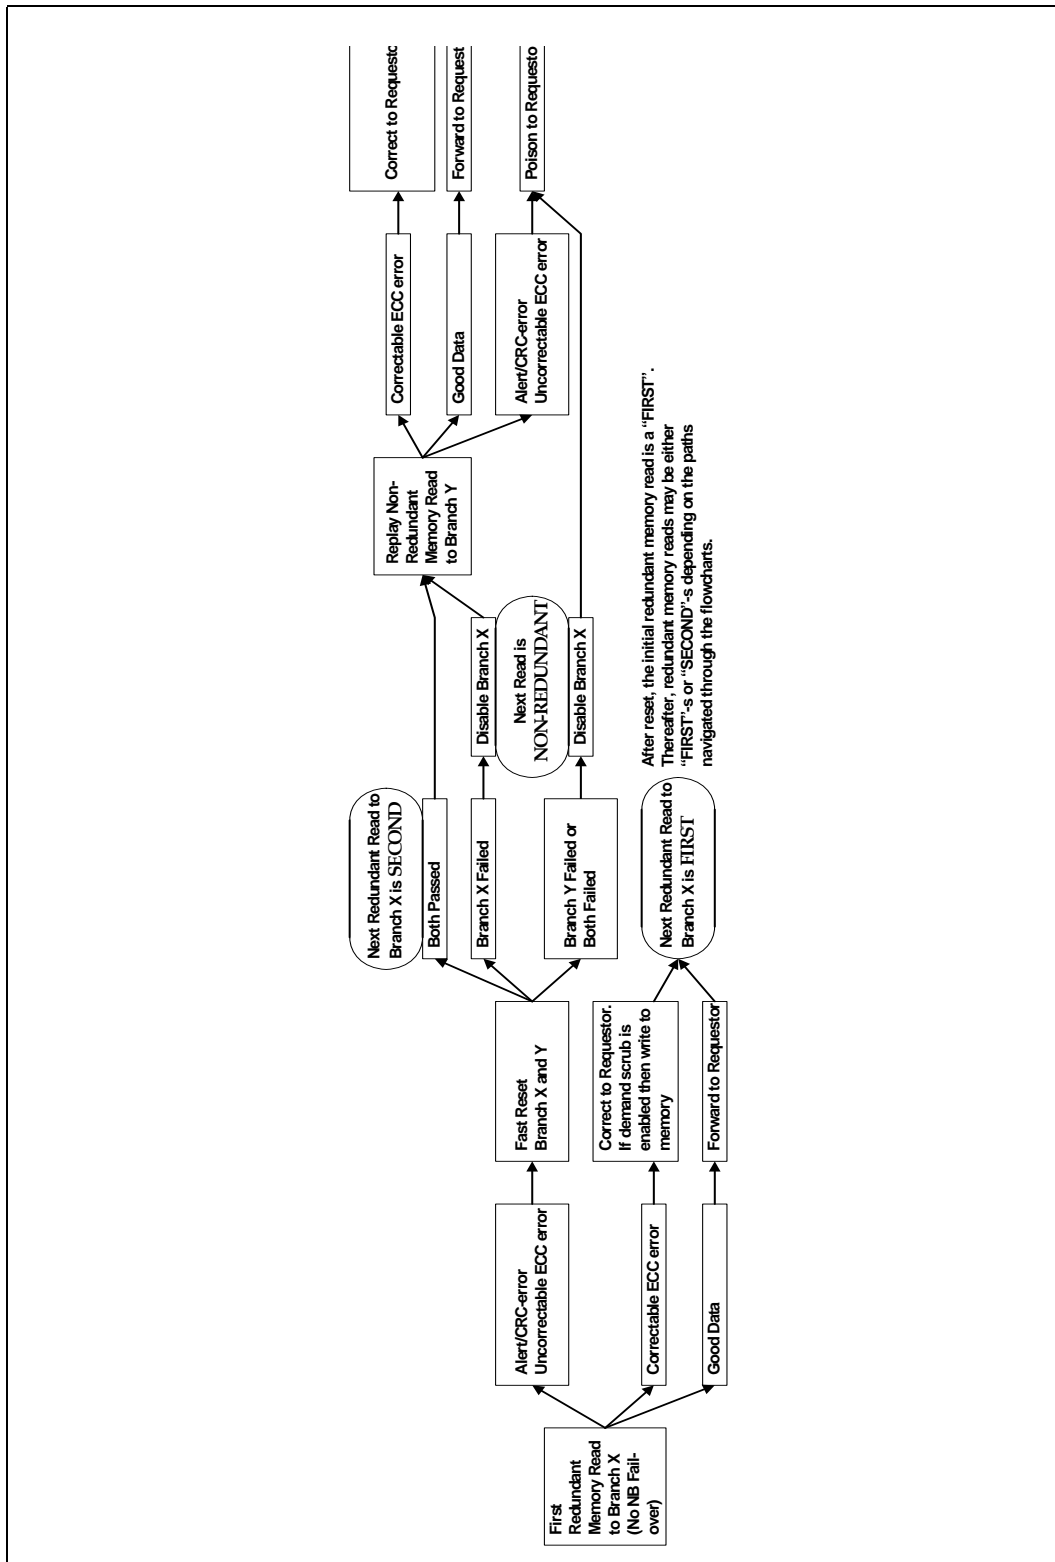 First
Redundant
Memory Read
to Branch X
(No NB Fail-
over)
Alert/CRC-error
Uncorrectable ECC error
Correctable ECC error
Good Data
Fast Reset
Branch X and Y
Correct to Requestor.
If demand scrub is
enabled then write to
memory
Forward to Requestor
Next Redundant Read to
Branch X is SECOND
Both Passed
Branch X Failed
Branch Y Failed or
Both Failed
Next Redundant Read to
Branch X is FIRST
Disable Branch X
Next Read is
NON-REDUNDANT
Disable Branch X
After reset, the initial redundant memory read is a “FIRST”.
Thereafter, redundant memory reads may be either
“FIRST”-s or “SECOND”-s depending on the paths
navigated through the flowcharts.
Replay Non-
Redundant
Memory Read
to Branch Y
Correctable ECC error
Good Data
Alert/CRC-error
Uncorrectable ECC error
Correct to Requesto
Forward to Request
Poison to Requesto